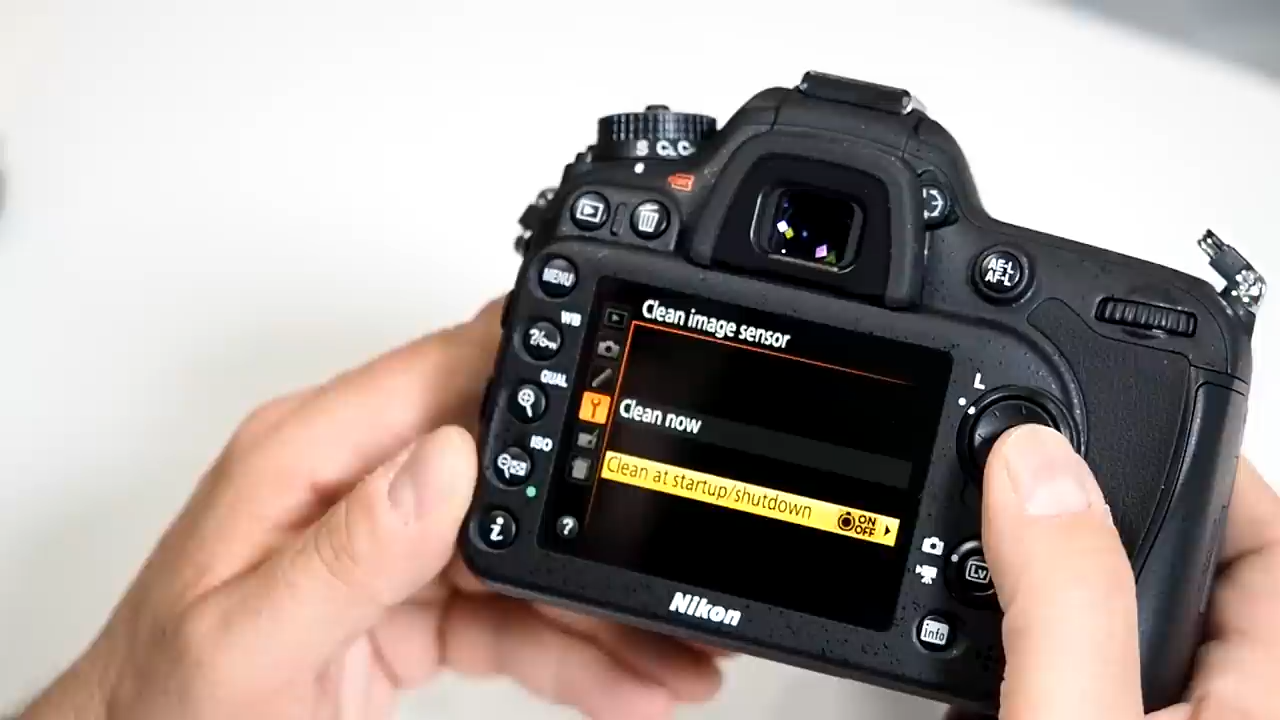 S CL C
MENU
WB
?/
QUAL
ISO
i
Clean image sensor
Clean now
Clean at startup/shutdown
ON
OFF
?
Nikon
AE-L
AF-L
L
Lv
info